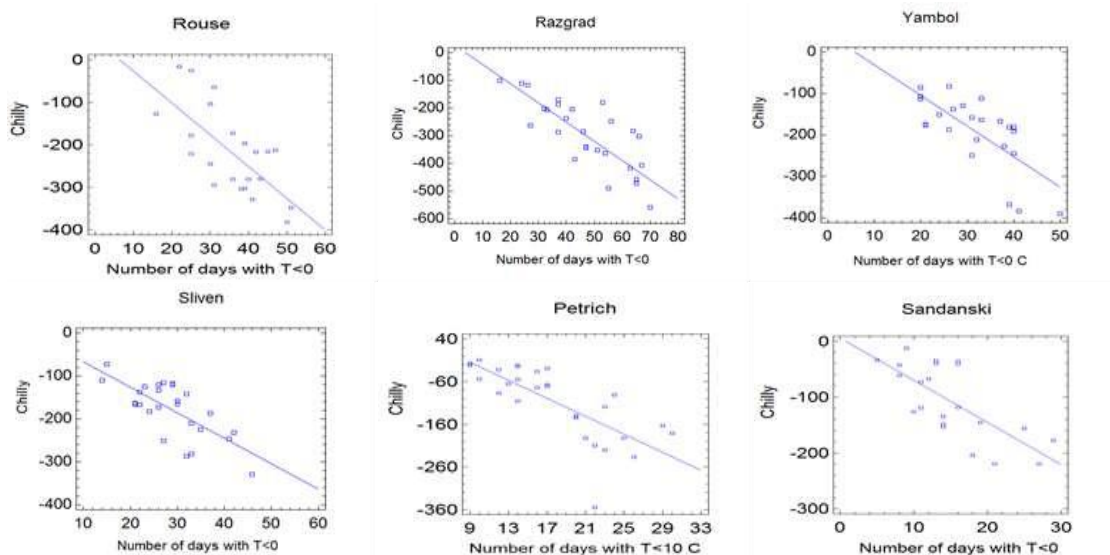 Rouse
Chilly
0
-100
-200
-300
-400
0 10 20 30 40 50 60
Number of days with T<0
Razgrad
Chilly
0
-100
-200
-300
-400
-500
-600
0 10 20 30 40 50 60 70 80
Number of days with T<0
Yambol
Chilly
0
-100
-200
-300
-400
0 10 20 30 40 50
Number of days with T<0 C
Sliven
Chilly
0
-100
-200
-300
-400
10 20 30 40 50 60
Number of days with T<0
Petrich
Chilly
40
-60
-160
-260
-360
9 13 17 21 25 29 33
Number of days with T<10 C
Sandanski
Chilly
0
-100
-200
-300
0 10 20 30
Number of days with T<0